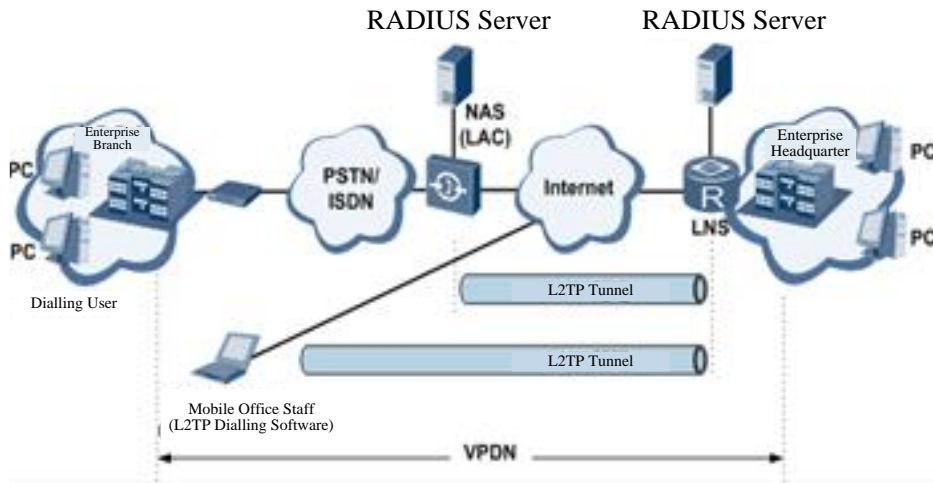 RADIUS Server
RADIUS Server
NAS
(LAC)
Enterprise
Branch
Enterprise
Headquarter
PC
PC
PSTN/
ISDN
Internet
R
LNS
PC
PC
Dialling User
L2TP Tunnel
L2TP Tunnel
Mobile Office Staff
(L2TP Dialling Software)
VPDN